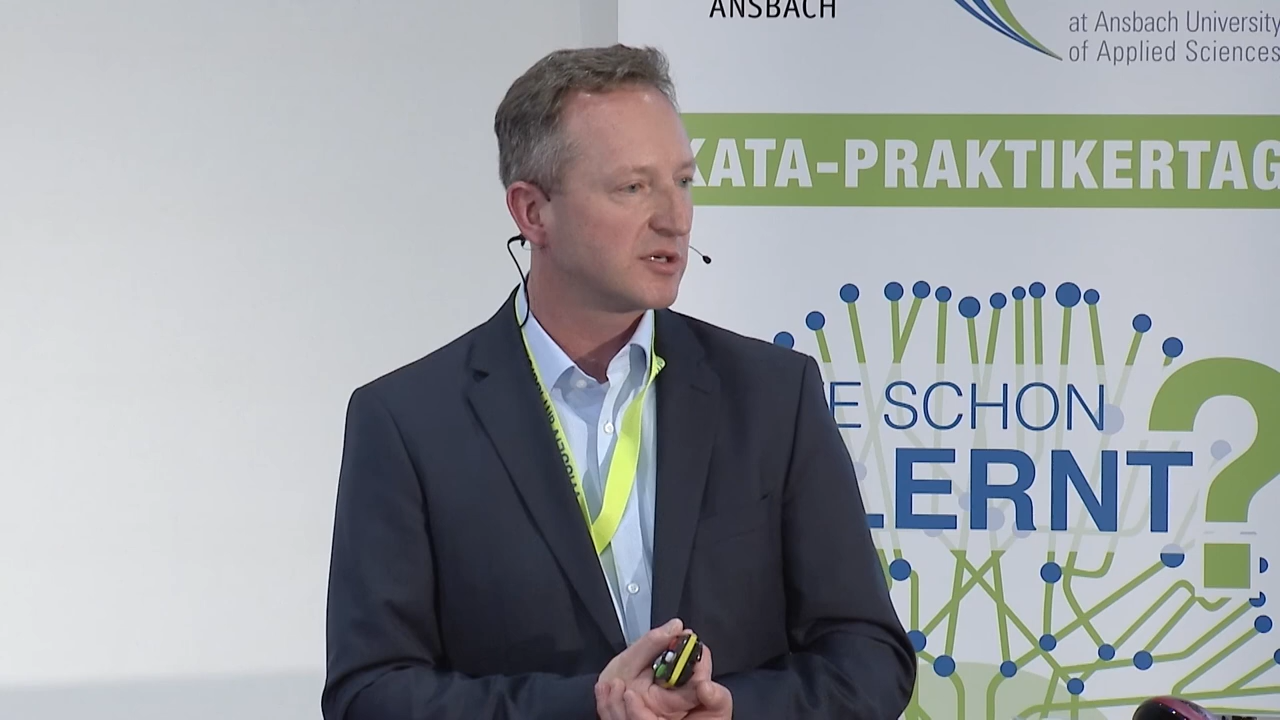 ANSBACH
at Ansbach University
of Applied Sciences
KATA-PRAKTIKERTAG
E SCHON
LERNT?